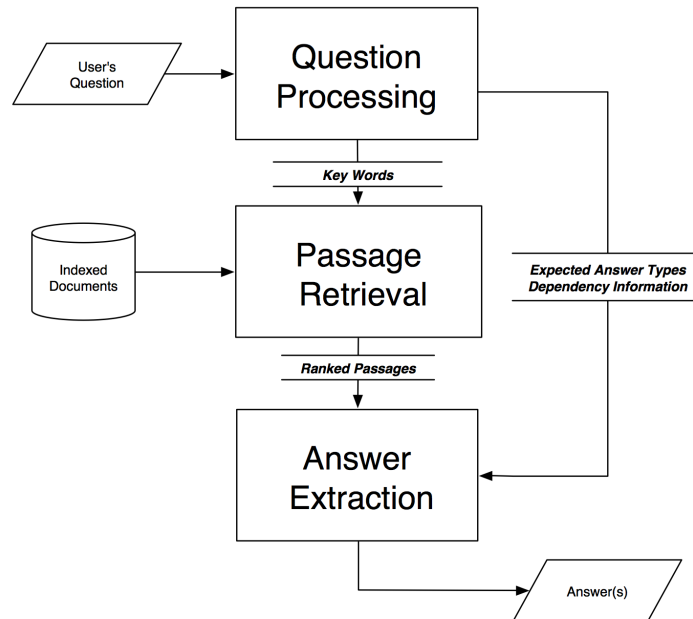 User's
Question
Question
Processing
Key Words
Indexed
Documents
Passage
Retrieval
Expected Answer Types
Dependency Information
Ranked Passages
Answer
Extraction
Answer(s)